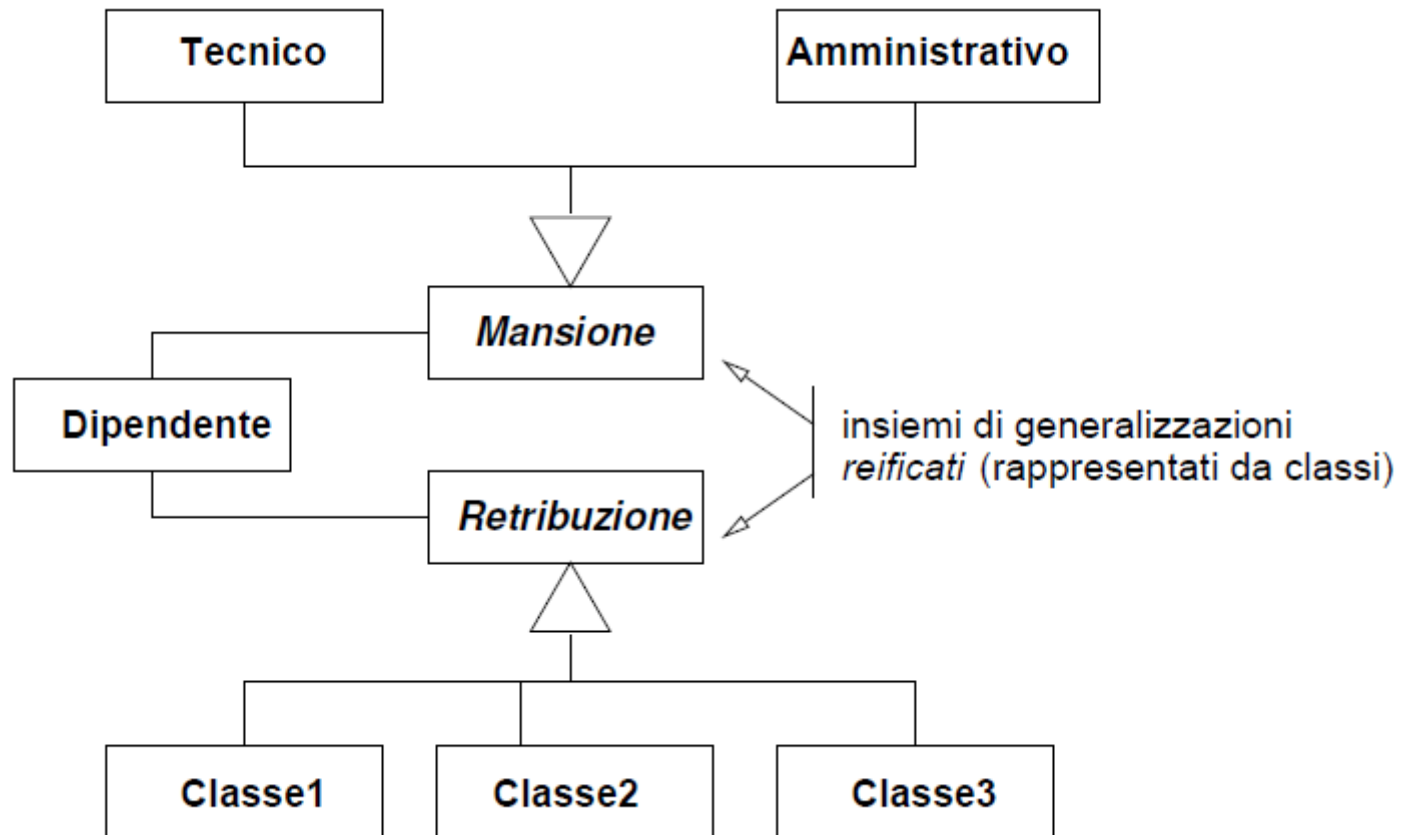 Tecnico
Amministrativo
Mansione
Dipendente
insiemi di generalizzazioni
reificati (rappresentati da classi)
Retribuzione
Classe1
Classe2
Classe3